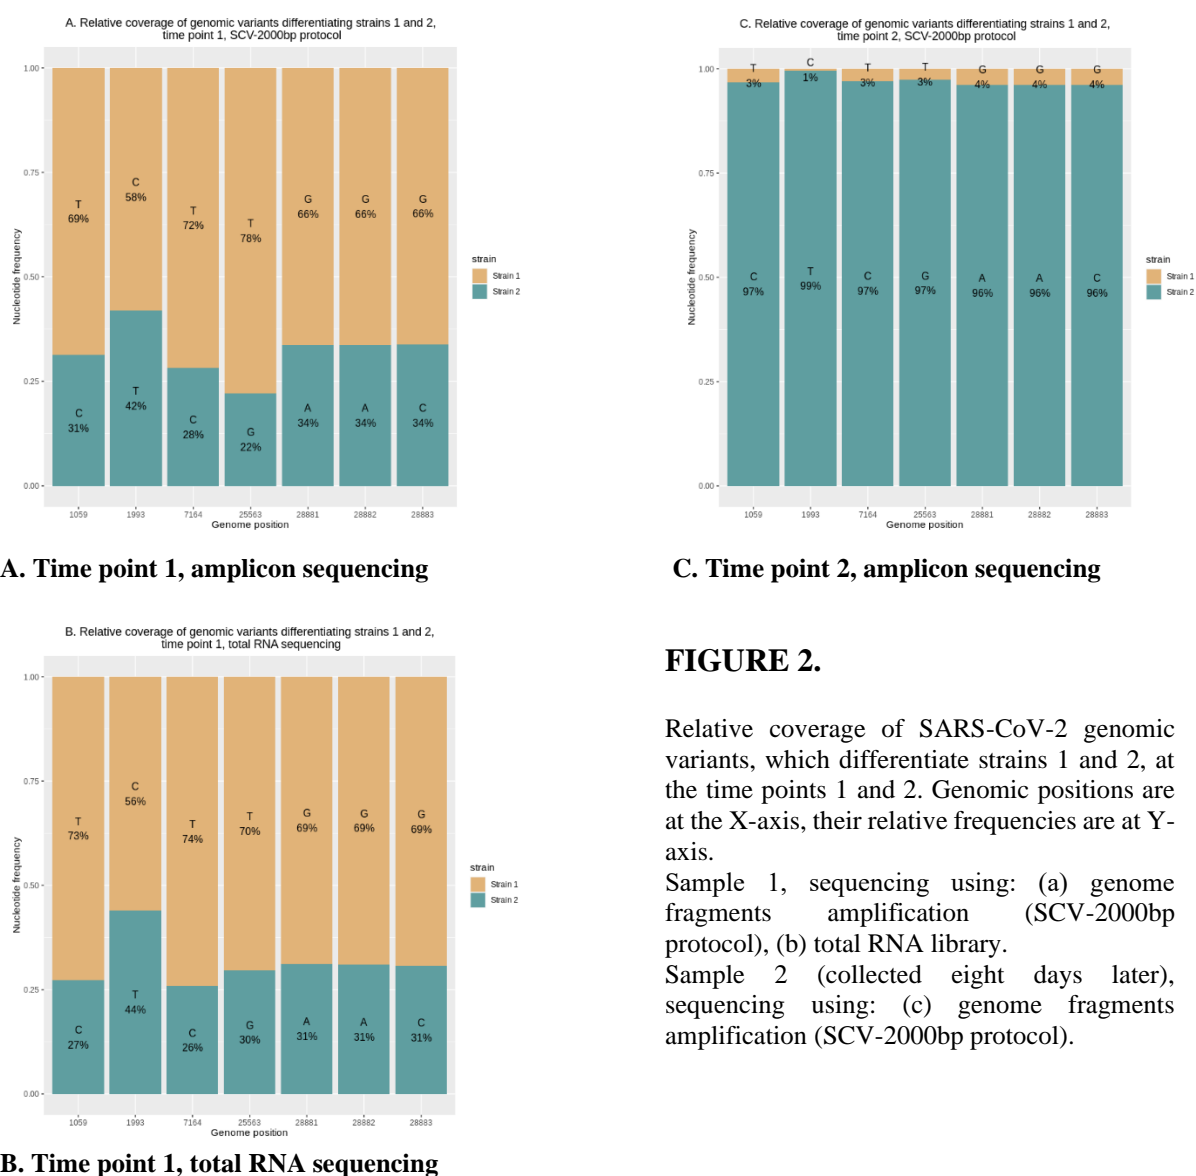 A. Relative coverage of genomic variants differentiating strains 1 and 2,
time point 1, SCV-2000bp protocol
Nucleotide frequency
1.00
0.75
0.50
0.25
0.00
T
69%
C
31%
C
58%
T
42%
T
72%
C
28%
T
78%
G
22%
G
66%
A
34%
G
66%
A
34%
G
66%
C
34%
1059
1993
7164
25563
28881
28882
28883
Genome position
strain
Strain 1
Strain 2
A. Time point 1, amplicon sequencing
C. Relative coverage of genomic variants differentiating strains 1 and 2,
time point 2, SCV-2000bp protocol
Nucleotide frequency
1.00
0.75
0.50
0.25
0.00
T
3%
C
97%
C
1%
T
99%
T
3%
C
97%
T
3%
G
97%
G
4%
A
96%
G
4%
A
96%
G
4%
C
96%
1059
1993
7164
25563
28881
28882
28883
Genome position
strain
Strain 1
Strain 2
C. Time point 2, amplicon sequencing
B. Relative coverage of genomic variants differentiating strains 1 and 2,
time point 1, total RNA sequencing
Nucleotide frequency
1.00
0.75
0.50
0.25
0.00
T
73%
C
27%
C
56%
T
44%
T
74%
C
26%
T
70%
G
30%
G
69%
A
31%
G
69%
A
31%
G
69%
C
31%
1059
1993
7164
25563
28881
28882
28883
Genome position
strain
Strain 1
Strain 2
B. Time point 1, total RNA sequencing
FIGURE 2.
Relative coverage of SARS-CoV-2 genomic
variants, which differentiate strains 1 and 2, at
the time points 1 and 2. Genomic positions are
at the X-axis, their relative frequencies are at Y-
axis.
Sample 1, sequencing using: (a) genome
fragments amplification (SCV-2000bp
protocol), (b) total RNA library.
Sample 2 (collected eight days later),
sequencing using: (c) genome fragments
amplification (SCV-2000bp protocol).